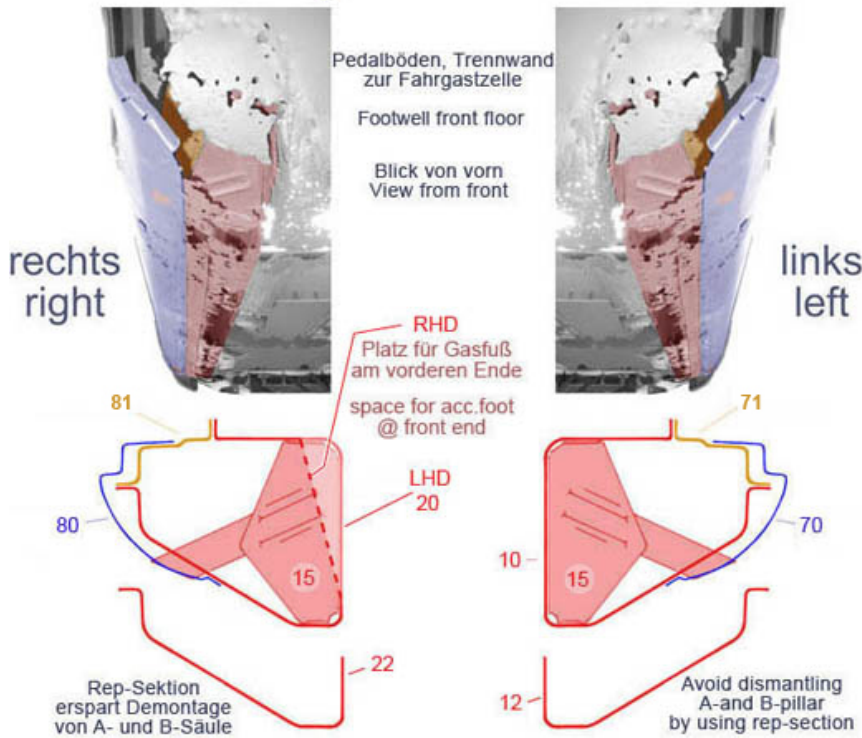 Pedalböden, Trennwand
zur Fahrgastzelle
Footwell front floor
Blick von vorn
View from front
rechts
right
links
left
RHD
Platz für Gasfuß
am vorderen Ende
space for acc.foot
@ front end
81
71
LHD
20
80
70
10
15
15
22
12
Rep-Sektion
erspart Demontage
von A- und B-Säule
Avoid dismantling
A-and B-pillar
by using rep-section